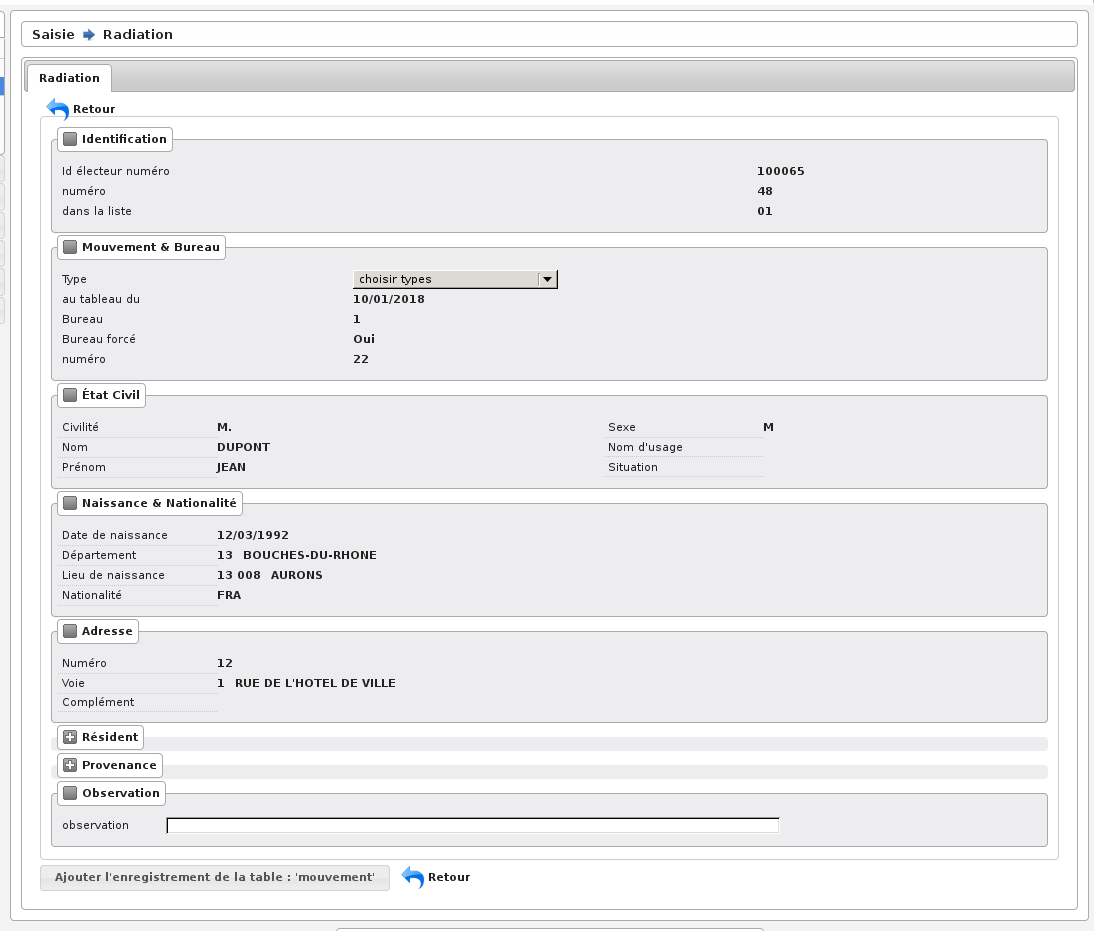 Saisie Radiation
Radiation
Retour
Identification
Id électeur numéro 100065
numéro 48
dans la liste 01
Mouvement & Bureau
Type choisir types
au tableau du 10/01/2018
Bureau 1
Bureau forcé Oui
numéro 22
État Civil
Civilité M. Sexe M
Nom DUPONT Nom d'usage
Prénom JEAN Situation
Naissance & Nationalité
Date de naissance 12/03/1992
Département 13 BOUCHES-DU-RHONE
Lieu de naissance 13 008 AURONS
Nationalité FRA
Adresse
Numéro 12
Voie 1 RUE DE L'HOTEL DE VILLE
Complément
Résident
Provenance
Observation
observation
Ajouter l'enregistrement de la table : 'mouvement' Retour